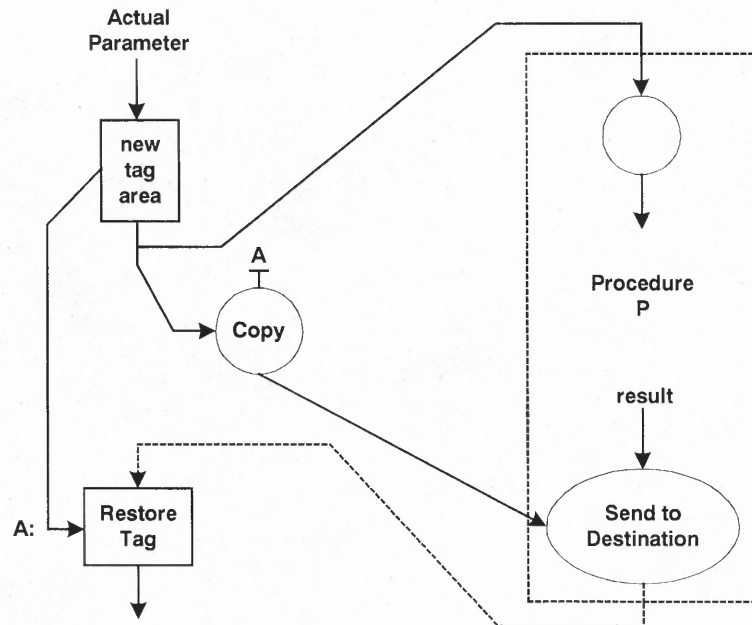 Actual
Parameter
new
tag
area
A
Copy
Procedure
P
result
A:
Restore
Tag
Send to
Destination